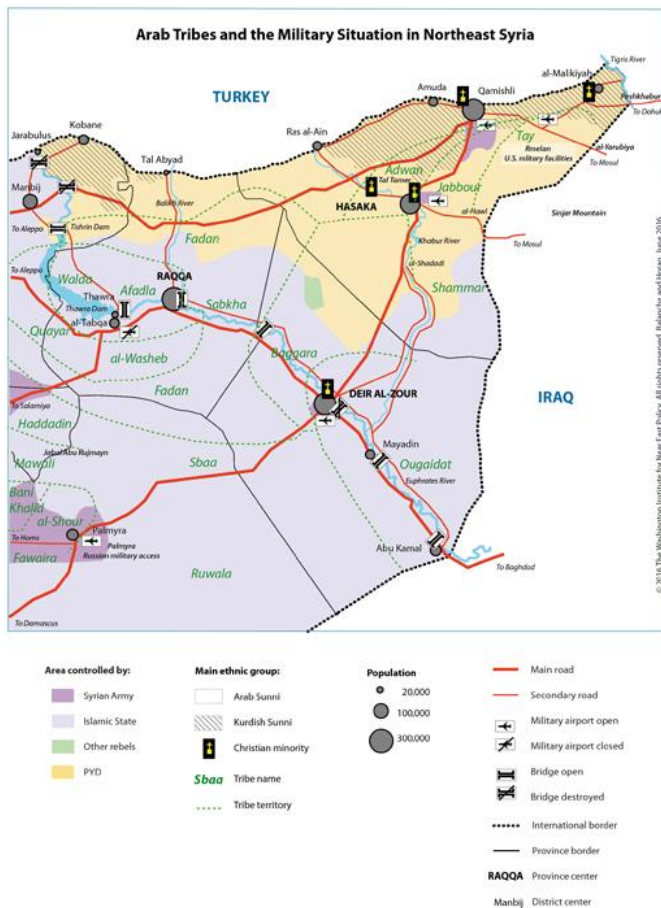 Arab Tribes and the Military Situation in Northeast Syria
Tigris River
TURKEY
al-Malikiyah
Amuda
Qamishli
Peshkhabur
To Dahuk
Kobane
Jarabulus
Ras al-Ain
Tay
Rmelan
U.S. military facilities
al-Yarubiya
To Mosul
Tal Abyad
Adwan
Tal Tamer
Jabbour
Manbij
Balikh River
HASAKA
al-Hawl
Sinjar Mountain
To Aleppo
Tishrin Dam
Fadan
Khabur River
To Mosul
To Aleppo
Walda
Afadla
RAQQA
al-Shadadi
Shammar
Thawra
Thawra Dam
Sabkha
al-Tabqa
Quayar
al-Washeb
Baggara
Fadan
DEIR AL-ZOUR
IRAQ
To Salamiya
Haddadin
Jabal Abu Rujmayn
Mawali
Sbaa
Mayadin
Ougaidat
Euphrates River
Bani
Khalid
al-Shour
Palmyra
To Homs
Palmyra
Russian military access
Fawaira
Abu Kamal
To Baghdad
Ruwala
To Damascus
© 2016 The Washington Institute for Near East Policy. All rights reserved. Balanche and Horan, June 2016
Area controlled by:
Syrian Army
Islamic State
Other rebels
PYD
Main ethnic group:
Arab Sunni
Kurdish Sunni
Christian minority
Sbaa Tribe name
Tribe territory
Population
20,000
100,000
300,000
Main road
Secondary road
Military airport open
Military airport closed
Bridge open
Bridge destroyed
International border
Province border
RAQQA Province center
Manbij District center